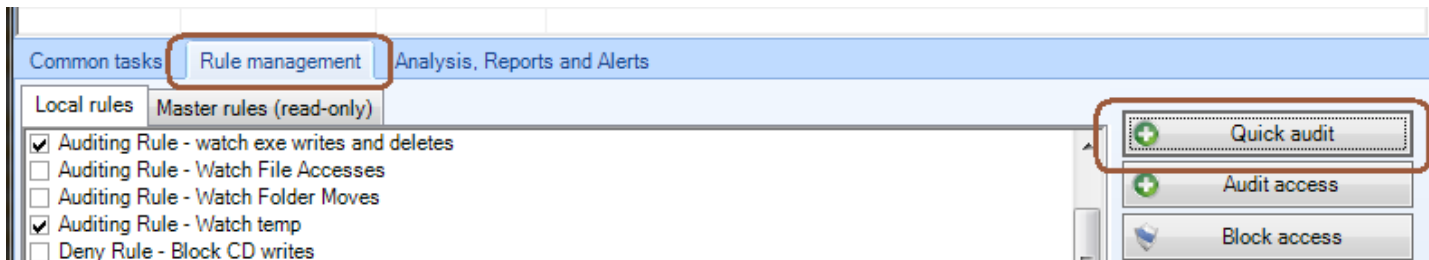 Common tasks Rule management Analysis, Reports and Alerts
Local rules Master rules (read-only)
Auditing Rule - watch exe writes and deletes
Auditing Rule - Watch File Accesses
Auditing Rule - Watch Folder Moves
Auditing Rule - Watch temp
Deny Rule - Block CD writes
Quick audit
Audit access
Block access